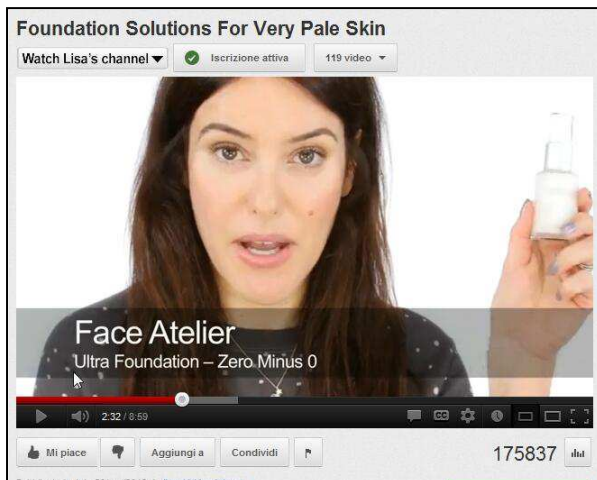 Foundation Solutions For Very Pale Skin
Watch Lisa's channel
Iscrizione attiva
119 video
Face Atelier
Ultra Foundation – Zero Minus 0
2:32 / 8:59
CC
Mi piace
Aggiungi a
Condividi
175837